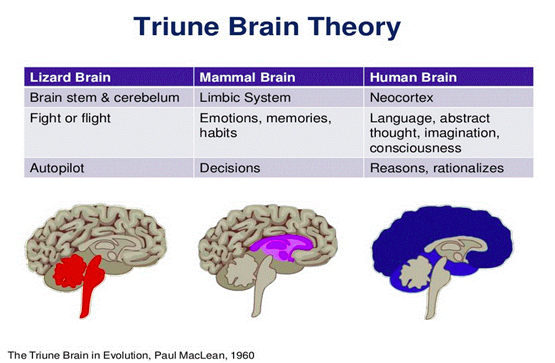 Triune Brain Theory
Lizard Brain Mammal Brain Human Brain
Brain stem & cerebelum Limbic System Neocortex
Fight or flight Emotions, memories, habits Language, abstract thought, imagination, consciousness
Autopilot Decisions Reasons, rationalizes
The Triune Brain in Evolution, Paul MacLean, 1960